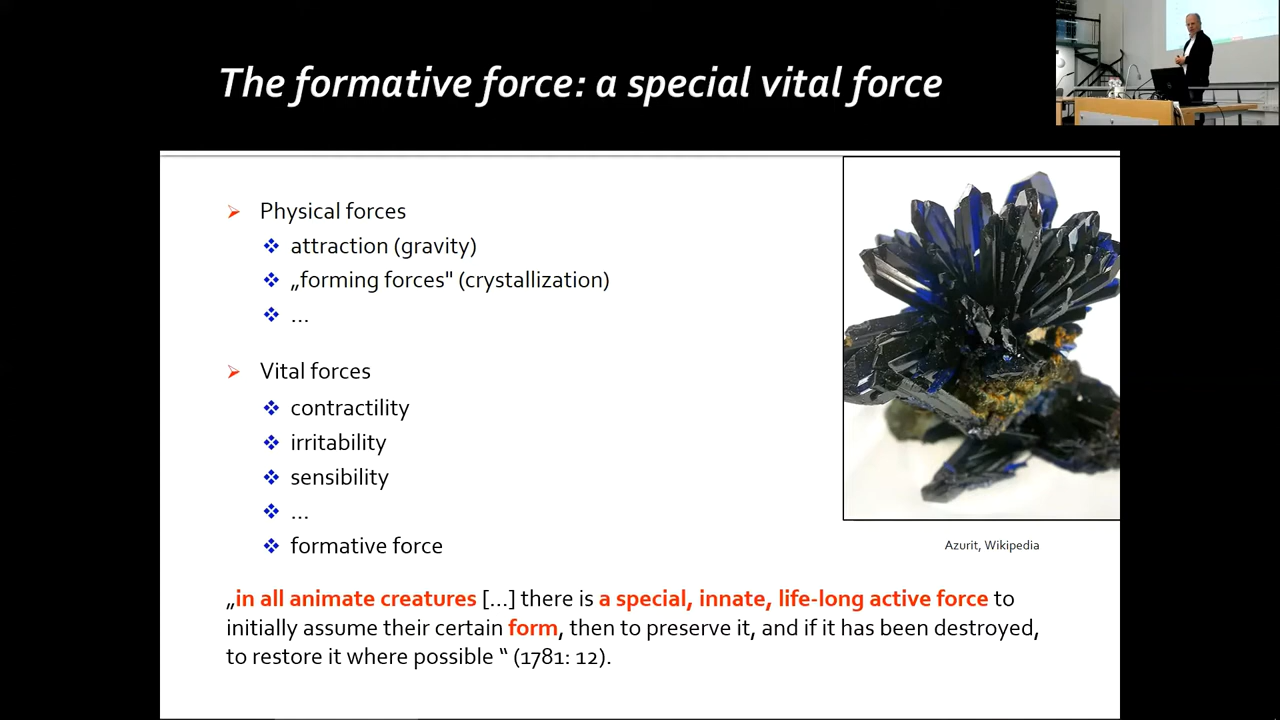 The formative force: a special vital force
Physical forces
attraction (gravity)
„forming forces" (crystallization)
...
Vital forces
contractility
irritability
sensibility
...
formative force
Azurit, Wikipedia
„in all animate creatures [...] there is a special, innate, life-long active force to
initially assume their certain form, then to preserve it, and if it has been destroyed,
to restore it where possible “ (1781: 12).